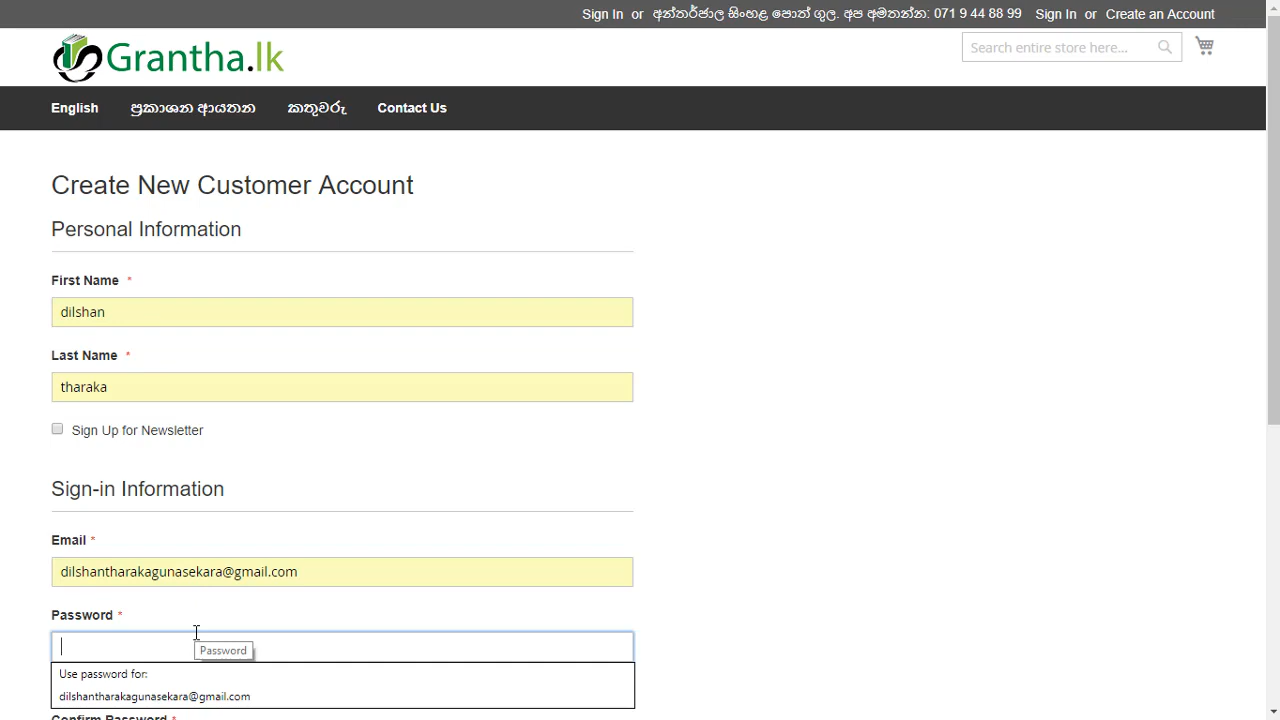 Sign In or අන්තර්ජාල සිංහළ පොත් ගුල. අප අමතන්න: 071 9 44 88 99 Sign In or Create an Account
Grantha.lk
Search entire store here...
English ප්‍රකාශන ආයතන කතුවරු Contact Us
Create New Customer Account
Personal Information
First Name *
dilshan
Last Name *
tharaka
Sign Up for Newsletter
Sign-in Information
Email *
dilshantharakagunasekara@gmail.com
Password *
Password
Use password for:
dilshantharakagunasekara@gmail.com
Confirm Password *